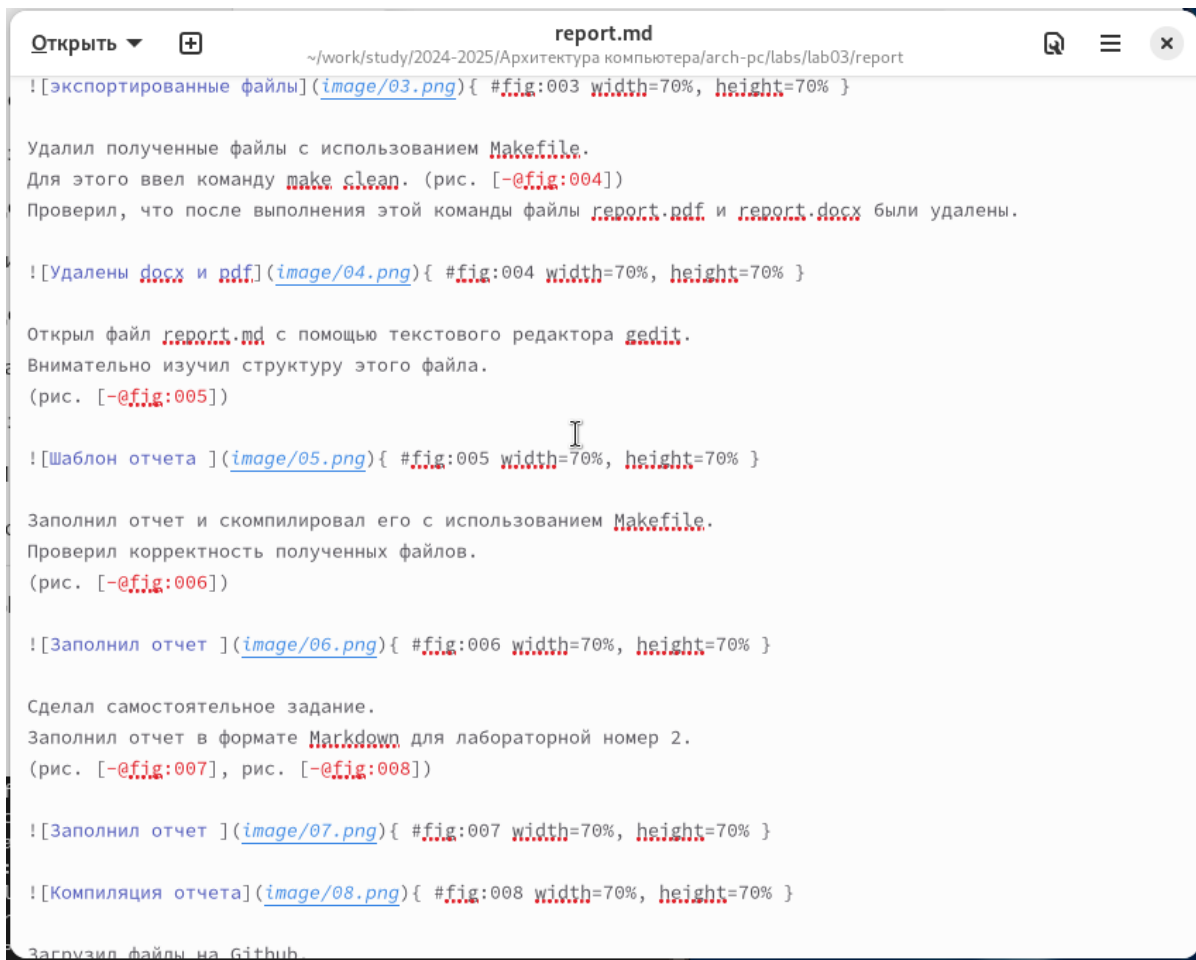 Открыть
report.md
~/work/study/2024-2025/Архитектура компьютера/arch-pc/labs/lab03/report
![экспортированные файлы](image/03.png){ #fig:003 width=70%, height=70% }
Удалил полученные файлы с использованием Makefile.
Для этого ввел команду make clean. (рис. [-@fig:004])
Проверил, что после выполнения этой команды файлы report.pdf и report.docx были удалены.
![Удалены docx и pdf](image/04.png){ #fig:004 width=70%, height=70% }
Открыл файл report.md с помощью текстового редактора gedit.
Внимательно изучил структуру этого файла.
(рис. [-@fig:005])
![Шаблон отчета ](image/05.png){ #fig:005 width=70%, height=70% }
Заполнил отчет и скомпилировал его с использованием Makefile.
Проверил корректность полученных файлов.
(рис. [-@fig:006])
![Заполнил отчет ](image/06.png){ #fig:006 width=70%, height=70% }
Сделал самостоятельное задание.
Заполнил отчет в формате Markdown для лабораторной номер 2.
(рис. [-@fig:007], рис. [-@fig:008])
![Заполнил отчет ](image/07.png){ #fig:007 width=70%, height=70% }
![Компиляция отчета](image/08.png){ #fig:008 width=70%, height=70% }
Загрузил файлы на Github.